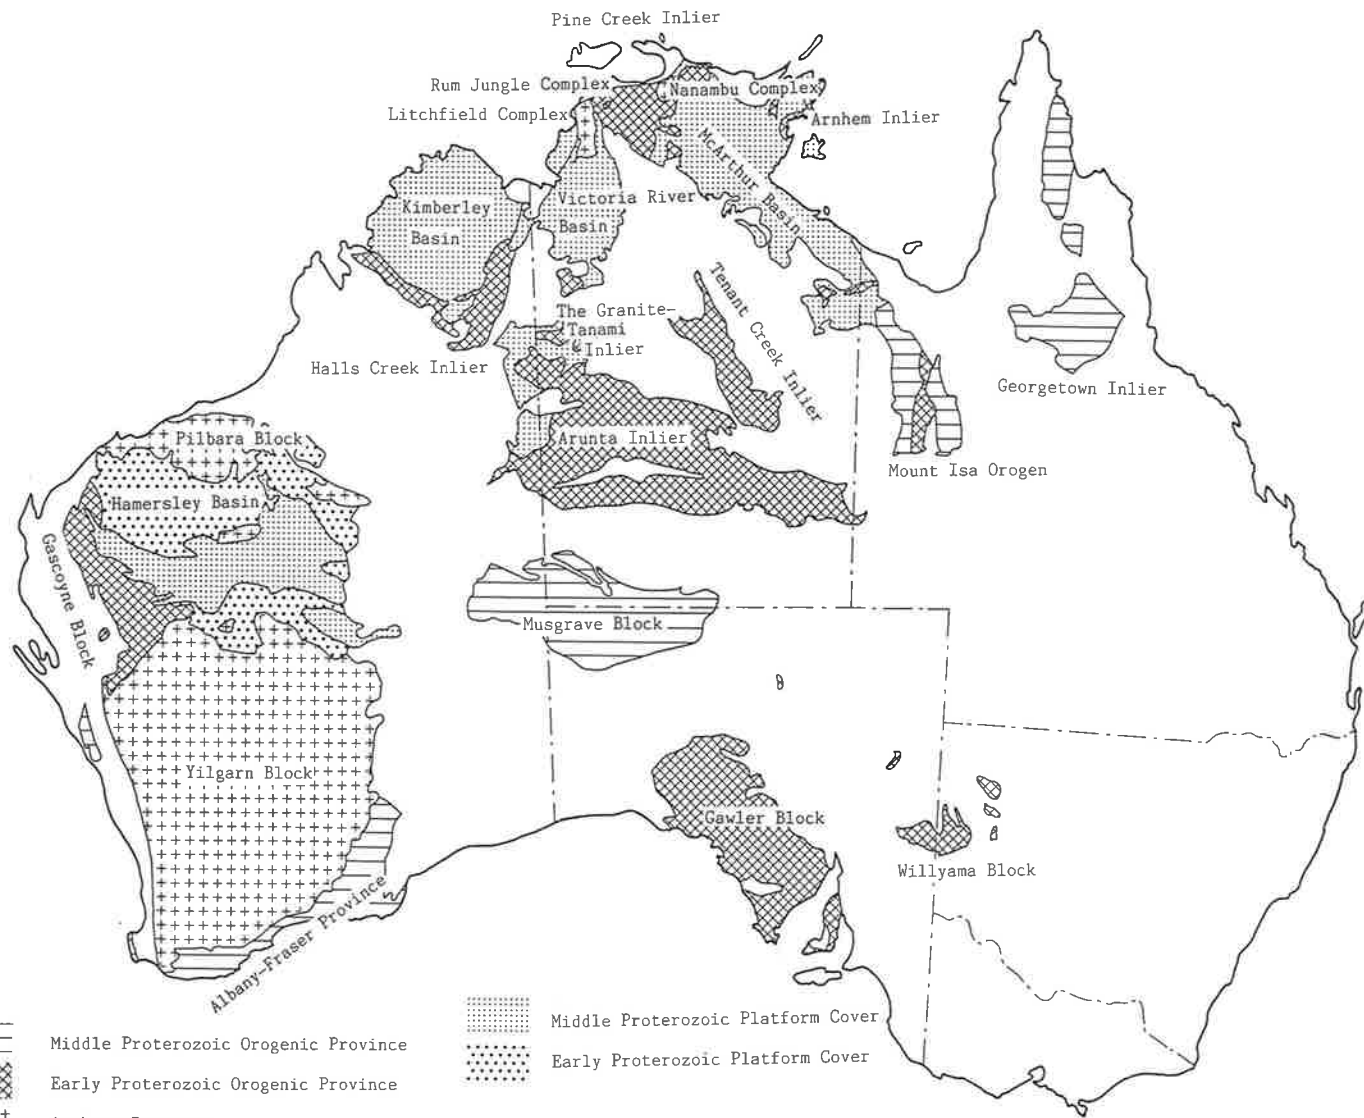 Pine Creek Inlier
Rum Jungle Complex
Nanambu Complex
Litchfield Complex
Arnhem Inlier
McArthur Basin
Kimberley
Basin
Victoria River
Basin
Tenant Creek Inlier
The Granite-
Tanami
Inlier
Halls Creek Inlier
Georgetown Inlier
Pilbara Block
Arunta Inlier
Mount Isa Orogen
Hamersley Basin
Gascoyne Block
Musgrave Block
Yilgarn Block
Gawler Block
Willyama Block
Albany-Fraser Province
Middle Proterozoic Orogenic Province
Early Proterozoic Orogenic Province
Middle Proterozoic Platform Cover
Early Proterozoic Platform Cover